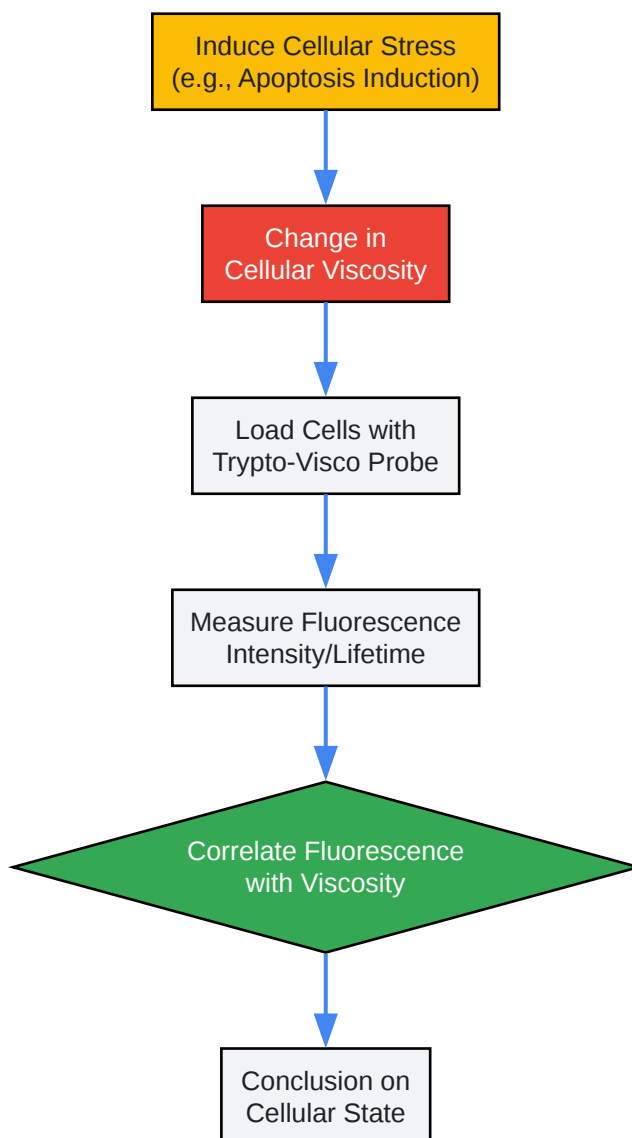 Induce Cellular Stress
(e.g., Apoptosis Induction)
Change in
Cellular Viscosity
Load Cells with
Trypto-Visco Probe
Measure Fluorescence
Intensity/Lifetime
Correlate Fluorescence
with Viscosity
Conclusion on
Cellular State